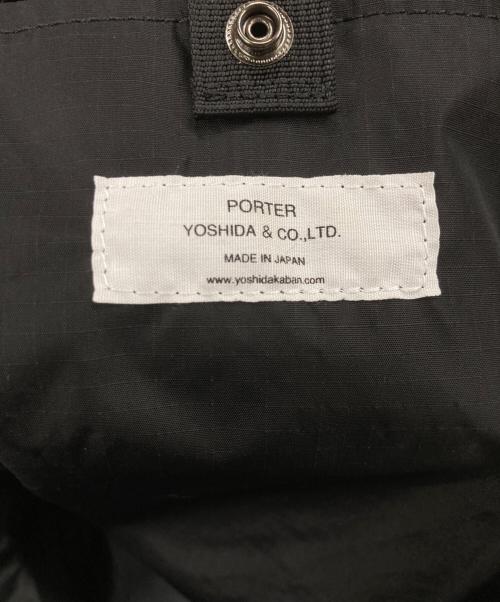 PORTER
YOSHIDA & CO.,LTD.
MADE IN JAPAN
www.yoshidakaban.com